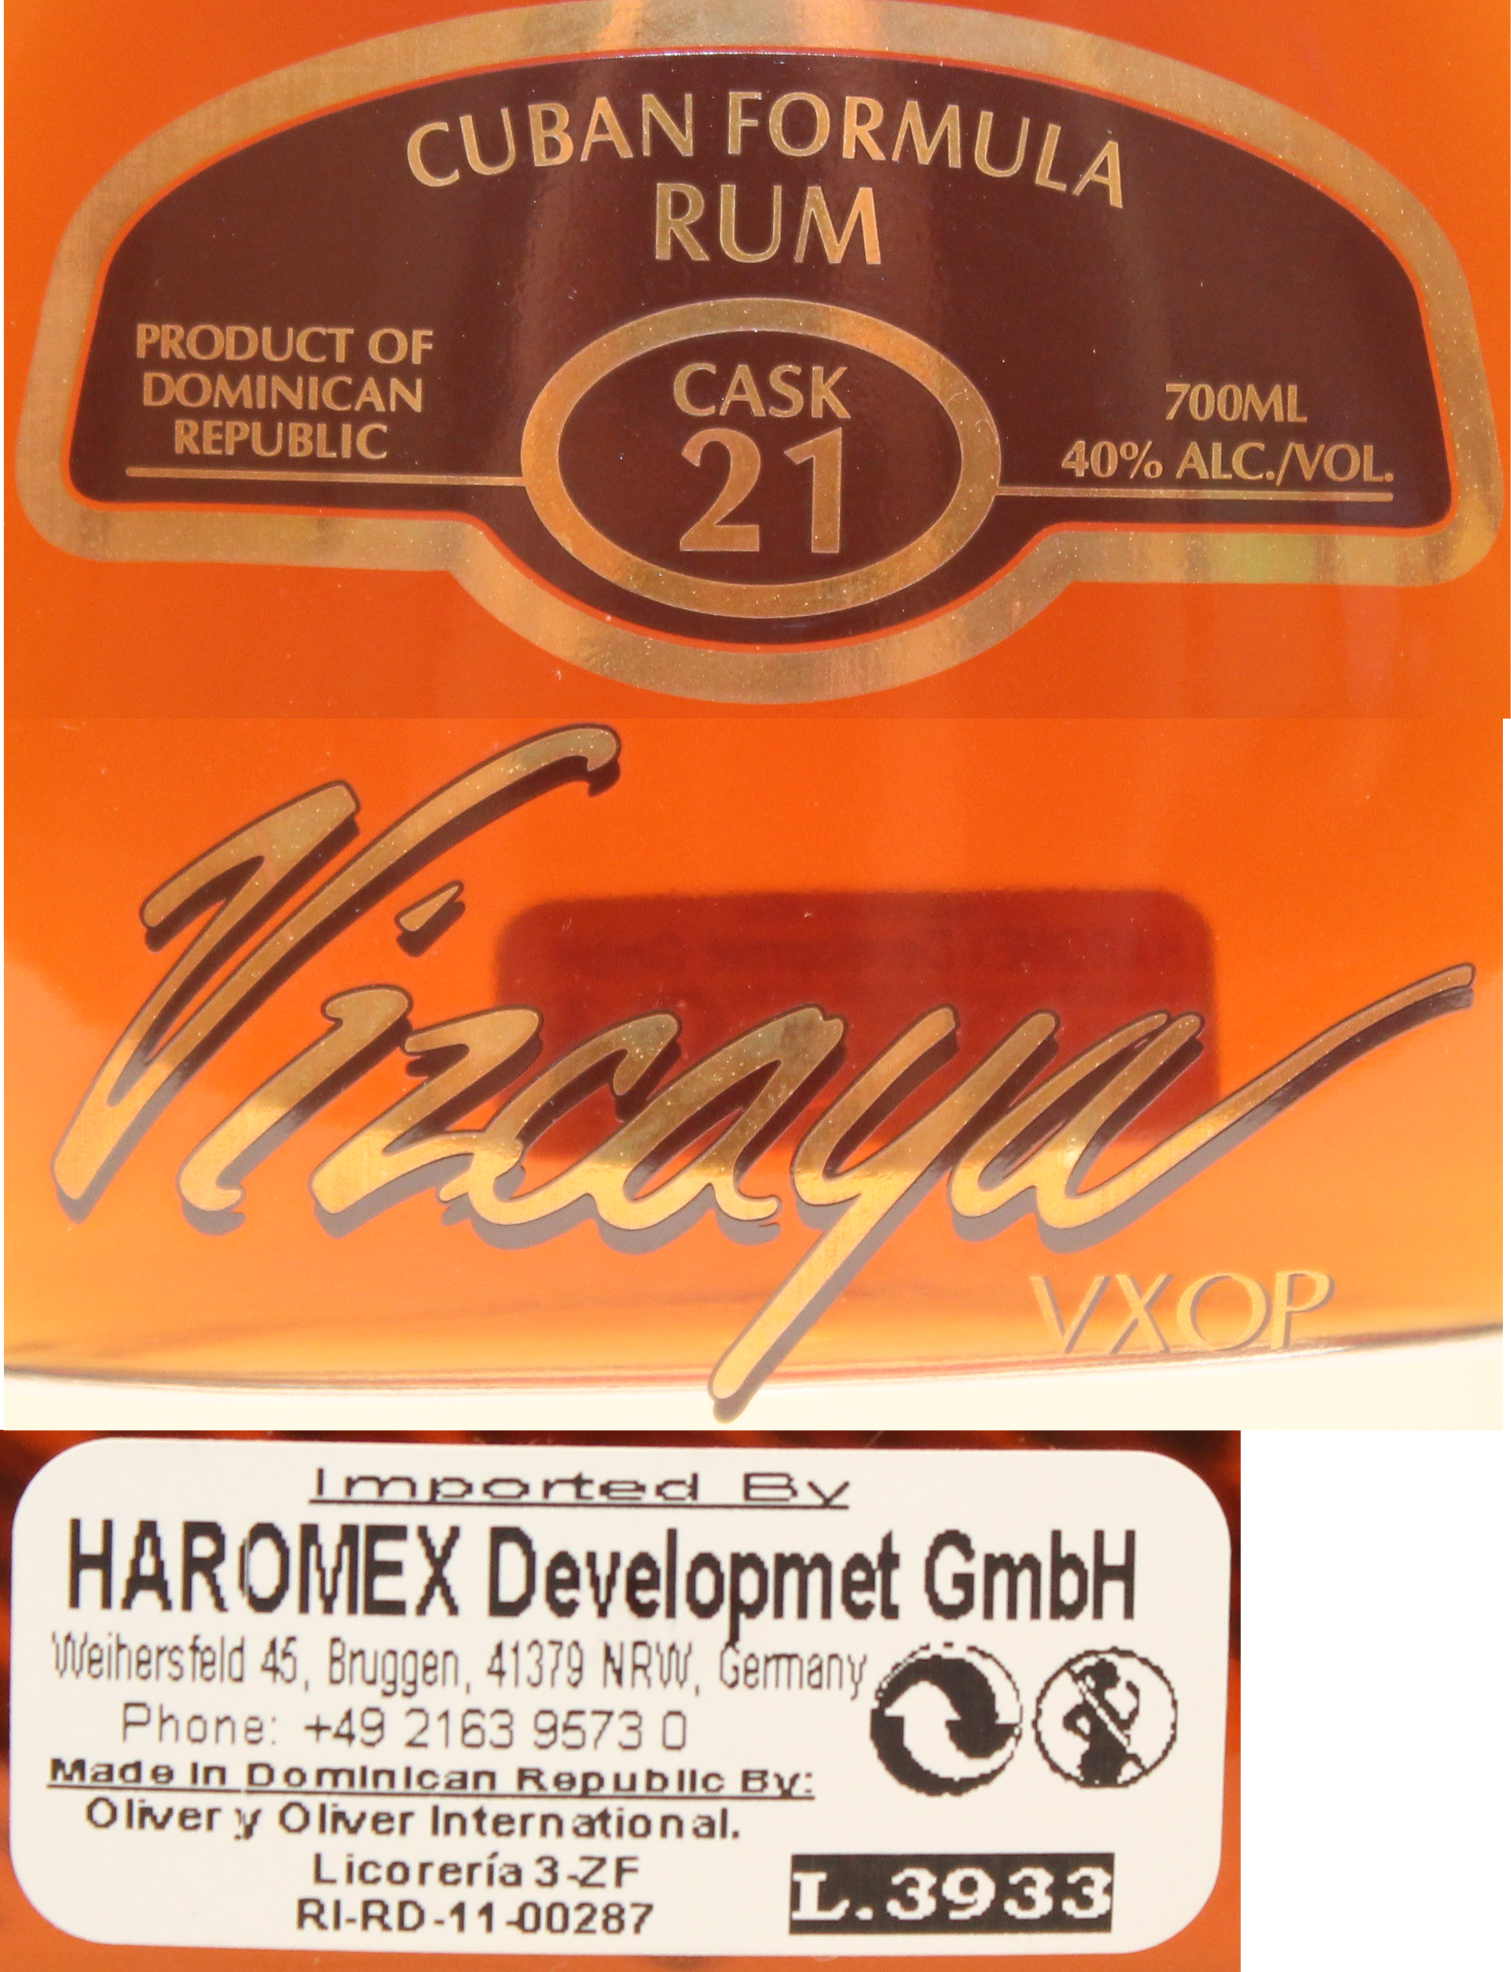 CUBAN FORMULA
RUM
PRODUCT OF
DOMINICAN
REPUBLIC
CASK
21
700ML
40% ALC./VOL.
Vizcaya
VXOP
Imported By
HAROMEX Developmet GmbH
Weihersfeld 45, Bruggen, 41379 NRW, Germany
Phone: +49 2163 9573 0
Made In Dominican Republic By:
Oliver y Oliver International.
Licorería 3-ZF
RI-RD-11-00287
L.3933